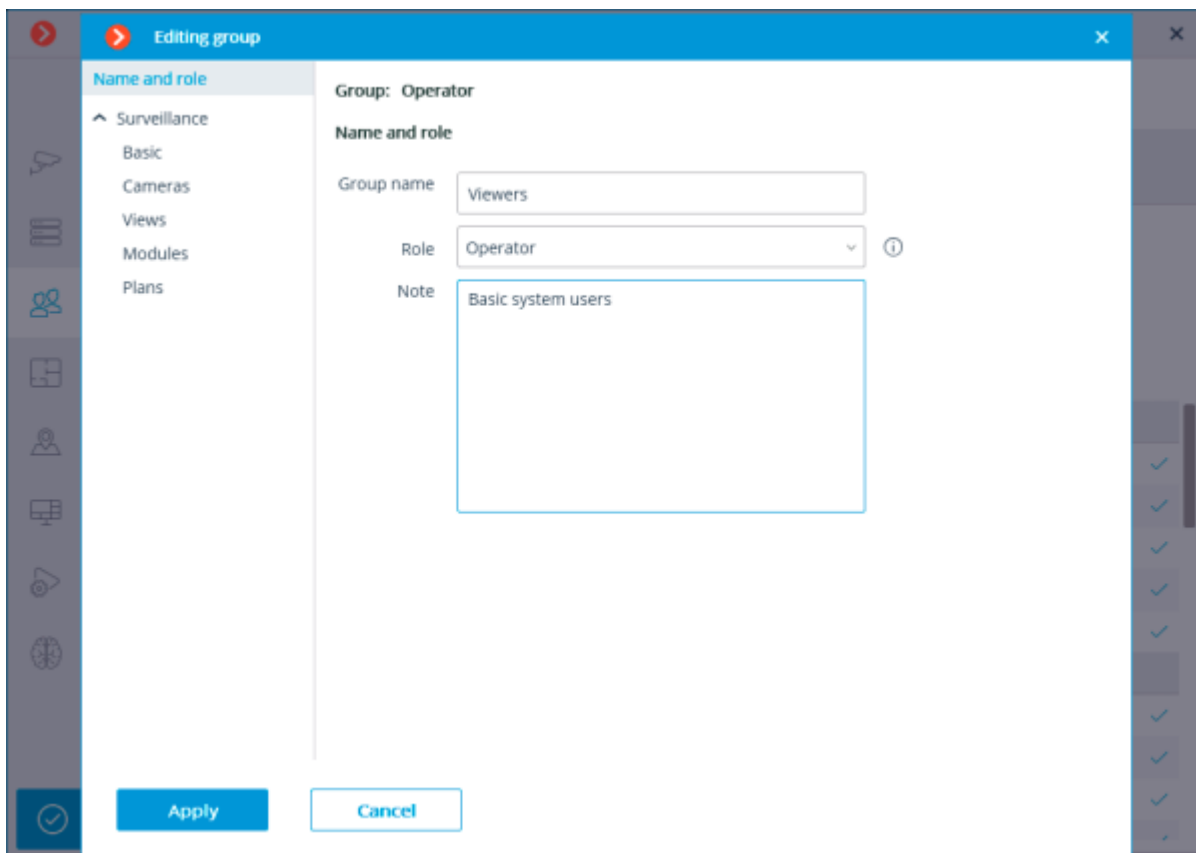 Editing group
Name and role
Surveillance
Basic
Cameras
Views
Modules
Plans
Group: Operator
Name and role
Group name
Viewers
Role
Operator
Note
Basic system users
Apply
Cancel